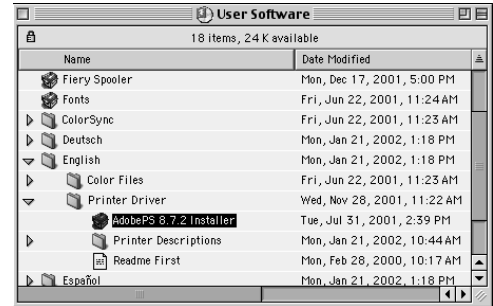 User Software
18 items, 24 K available
Name Date Modified
Fiery Spooler Mon, Dec 17, 2001, 5:00 PM
Fonts Fri, Jun 22, 2001, 11:24 AM
ColorSync Fri, Jun 22, 2001, 11:23 AM
Deutsch Mon, Jan 21, 2002, 1:18 PM
English Mon, Jan 21, 2002, 1:18 PM
Color Files Fri, Jun 22, 2001, 11:23 AM
Printer Driver Wed, Nov 28, 2001, 11:22 AM
AdobePS 8.7.2 Installer Tue, Jul 31, 2001, 2:39 PM
Printer Descriptions Mon, Jan 21, 2002, 10:44 AM
Readme First Mon, Feb 28, 2000, 10:17 AM
Español Mon, Jan 21, 2002, 1:18 PM